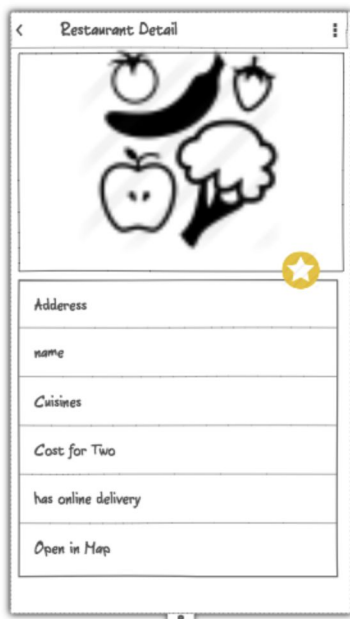 Restaurant Detail
Adderess
name
Cuisines
Cost for Two
has online delivery
Open in Map